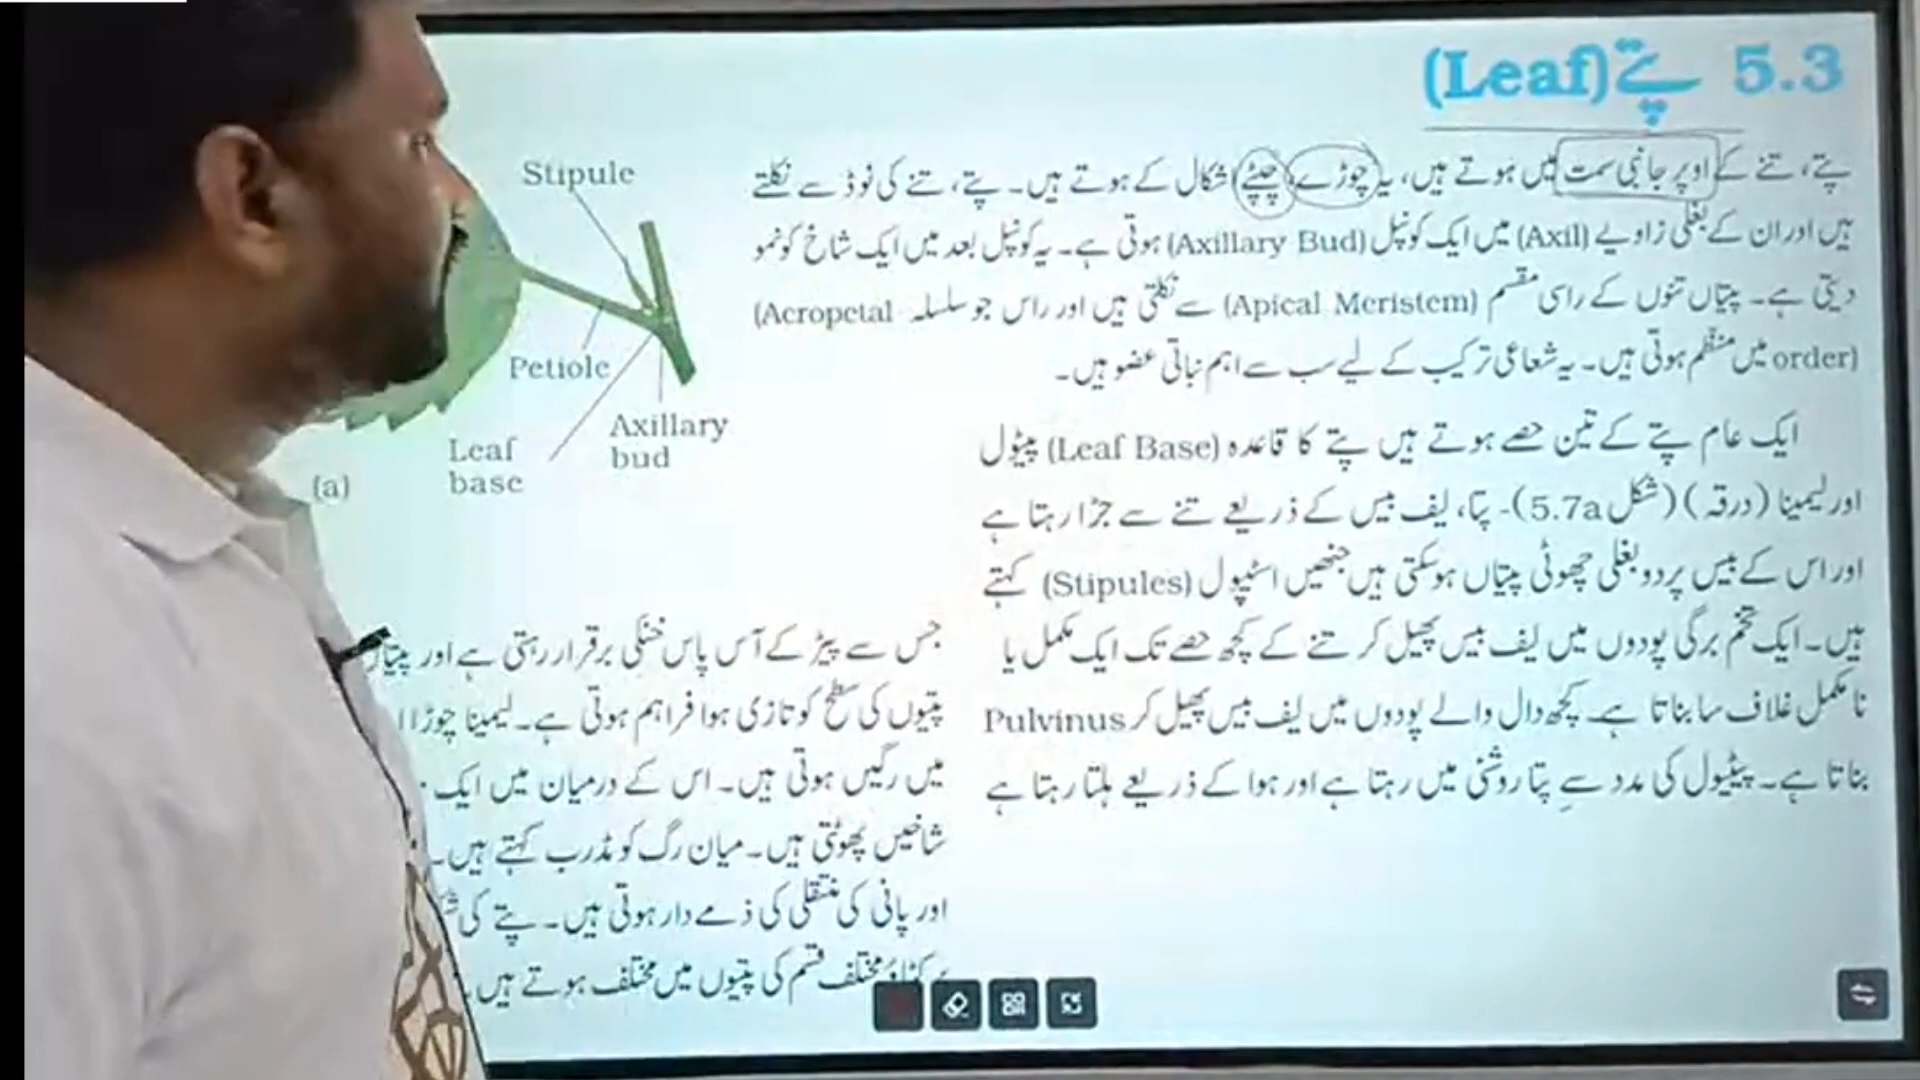 5.3 پتے (Leaf)
پتے، تنے کے اوپر جانبی سمت میں ہوتے ہیں، یہ چوڑے چپٹے شکال کے ہوتے ہیں۔ پتے، تنے کی نوڈ سے نکلتے
ہیں اور ان کے بغلی زاویے (Axil) میں ایک کونپل (Axillary Bud) ہوتی ہے۔ یہ کونپل بعد میں ایک شاخ کو نمو
دیتی ہے۔ پتیاں تنوں کے راسی مقسم (Apical Meristem) سے نکلتی ہیں اور راس جو سلسلہ (Acropetal
order) میں منظم ہوتی ہیں۔ یہ شعاعی ترکیب کے لیے سب سے اہم نباتی عضو ہیں۔
ایک عام پتے کے تین حصے ہوتے ہیں پتے کا قاعدہ (Leaf Base) پیٹول
اور لیمینا (ورقہ) (شکل 5.7a)۔ پتا، لیف بیس کے ذریعے تنے سے جڑا رہتا ہے
اور اس کے بیس پر دو بغلی چھوٹی پتیاں ہوسکتی ہیں جنھیں اسٹپول (Stipules) کہتے
ہیں۔ ایک تخم برگی پودوں میں لیف بیس پھیل کر تنے کے کچھ حصے تک ایک مکمل یا
نامکمل غلاف سا بناتا ہے۔ کچھ دال والے پودوں میں لیف بیس پھیل کر Pulvinus
بناتا ہے۔ پیٹیول کی مدد سے پتا روشنی میں رہتا ہے اور ہوا کے ذریعے ہلتا رہتا ہے
Stipule
Petiole
Axillary
bud
Leaf
base
(a)
جس سے پیڑ کے آس پاس خنکی برقرار رہتی ہے اور پتیاں
پتیوں کی سطح کو تازی ہوا فراہم ہوتی ہے۔ لیمینا چوڑا
میں رگیں ہوتی ہیں۔ اس کے درمیان میں ایک
شاخیں پھوٹتی ہیں۔ میان رگ کو مڈرب کہتے ہیں۔
اور پانی کی منتقلی کی ذمے دار ہوتی ہیں۔ پتے کی
مختلف قسم کی پتیوں میں مختلف ہوتے ہیں۔